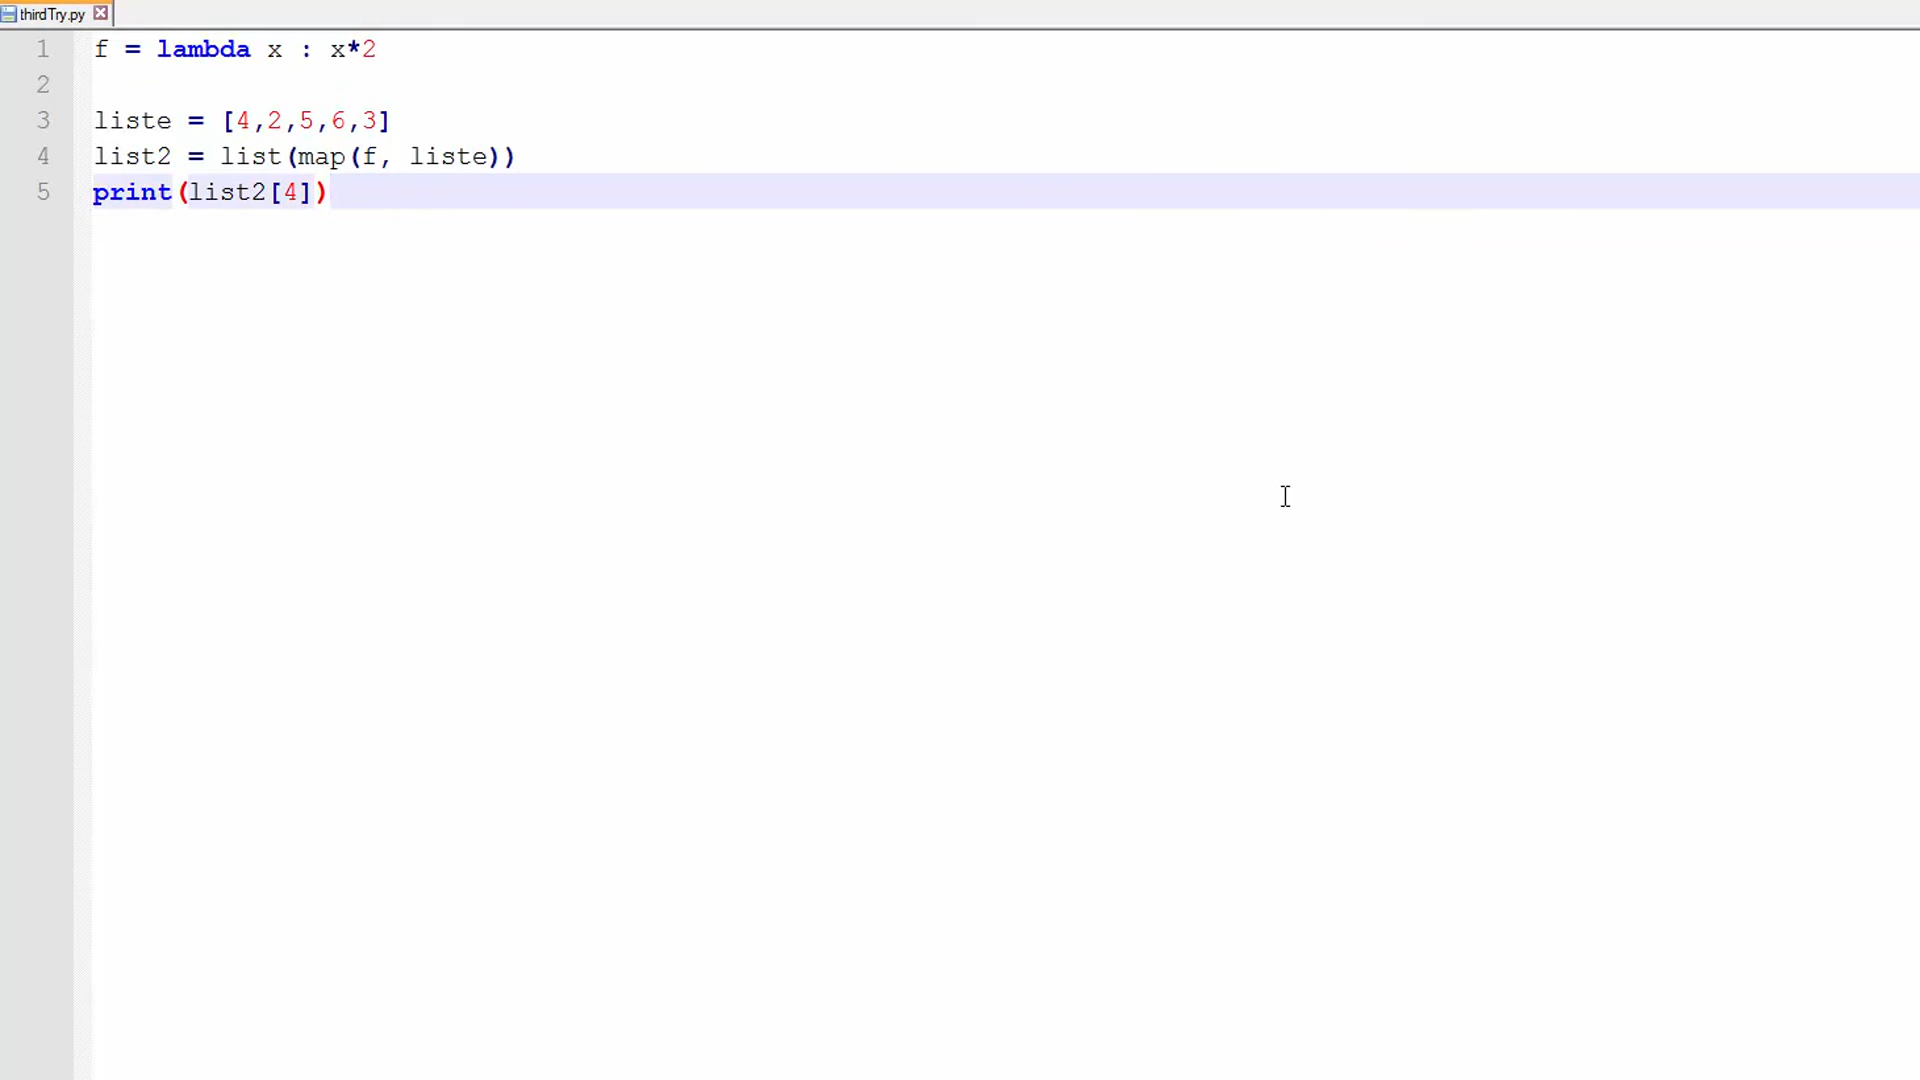 thirdTry.py
1 f = lambda x : x*2
2
3 liste = [4,2,5,6,3]
4 list2 = list(map(f, liste))
5 print(list2[4])